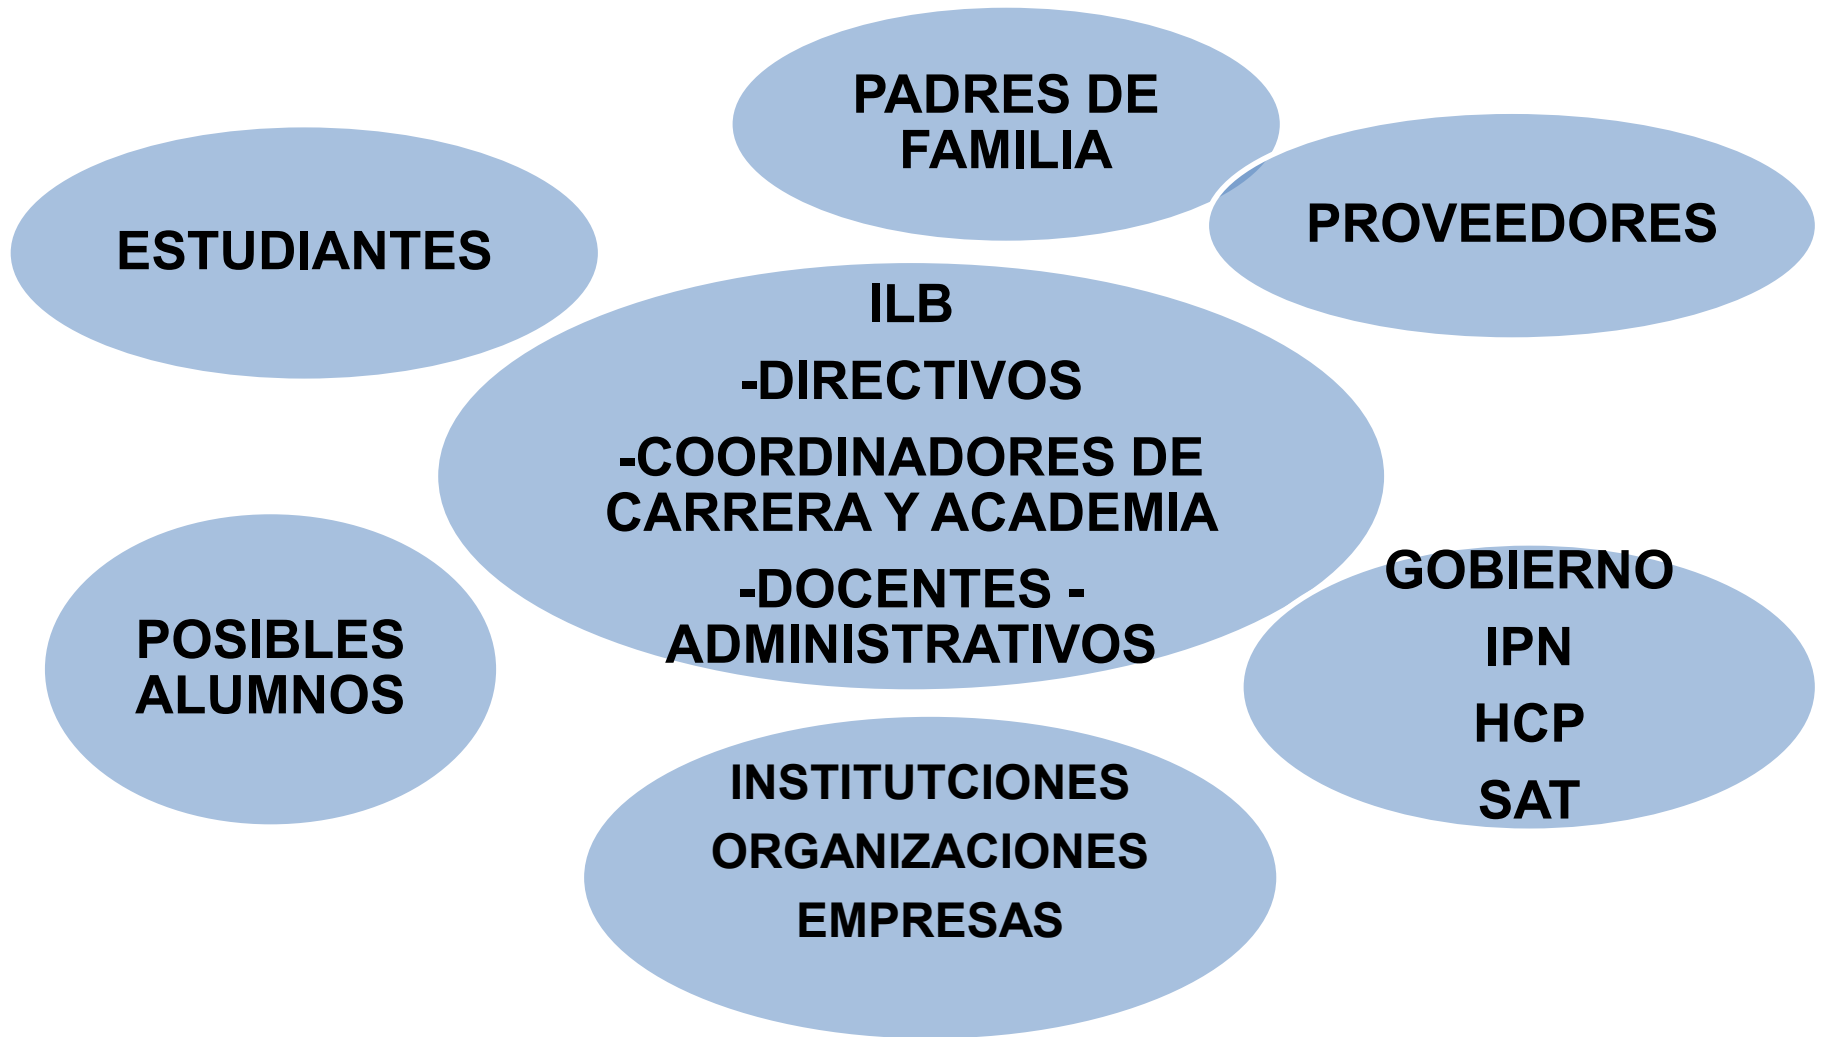 PADRES DE
FAMILIA
PROVEEDORES
ESTUDIANTES
ILB
-DIRECTIVOS
-COORDINADORES DE
CARRERA Y ACADEMIA
-DOCENTES -
ADMINISTRATIVOS
GOBIERNO
IPN
HCP
SAT
POSIBLES
ALUMNOS
INSTITUTCIONES
ORGANIZACIONES
EMPRESAS